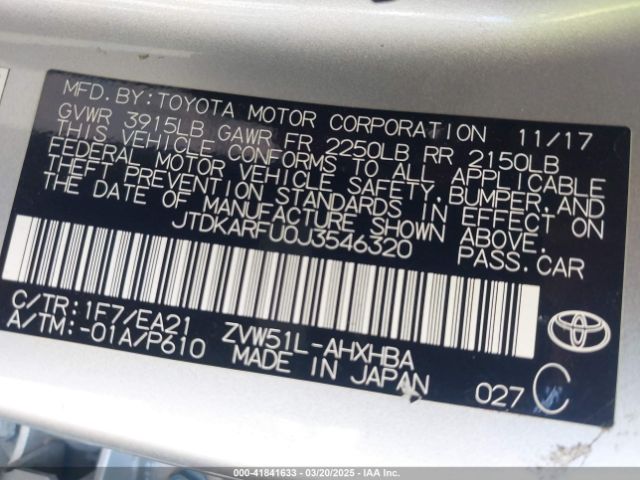 MFD. BY: TOYOTA MOTOR CORPORATION 11/17
GVWR 3915LB GAWR FR 2250LB RR 2150LB
THIS VEHICLE CONFORMS TO ALL APPLICABLE
FEDERAL MOTOR VEHICLE SAFETY, BUMPER, AND
THEFT PREVENTION STANDARDS IN EFFECT ON
THE DATE OF MANUFACTURE SHOWN ABOVE.
JTDKARFU0J3546320 PASS. CAR
C/TR: 1F7/EA21 ZVW51L-AHXHBA
A/TM: -01A/P610 MADE IN JAPAN
TOYOTA
027 C
000-41841633 — 03/20/2025 — IAA Inc.